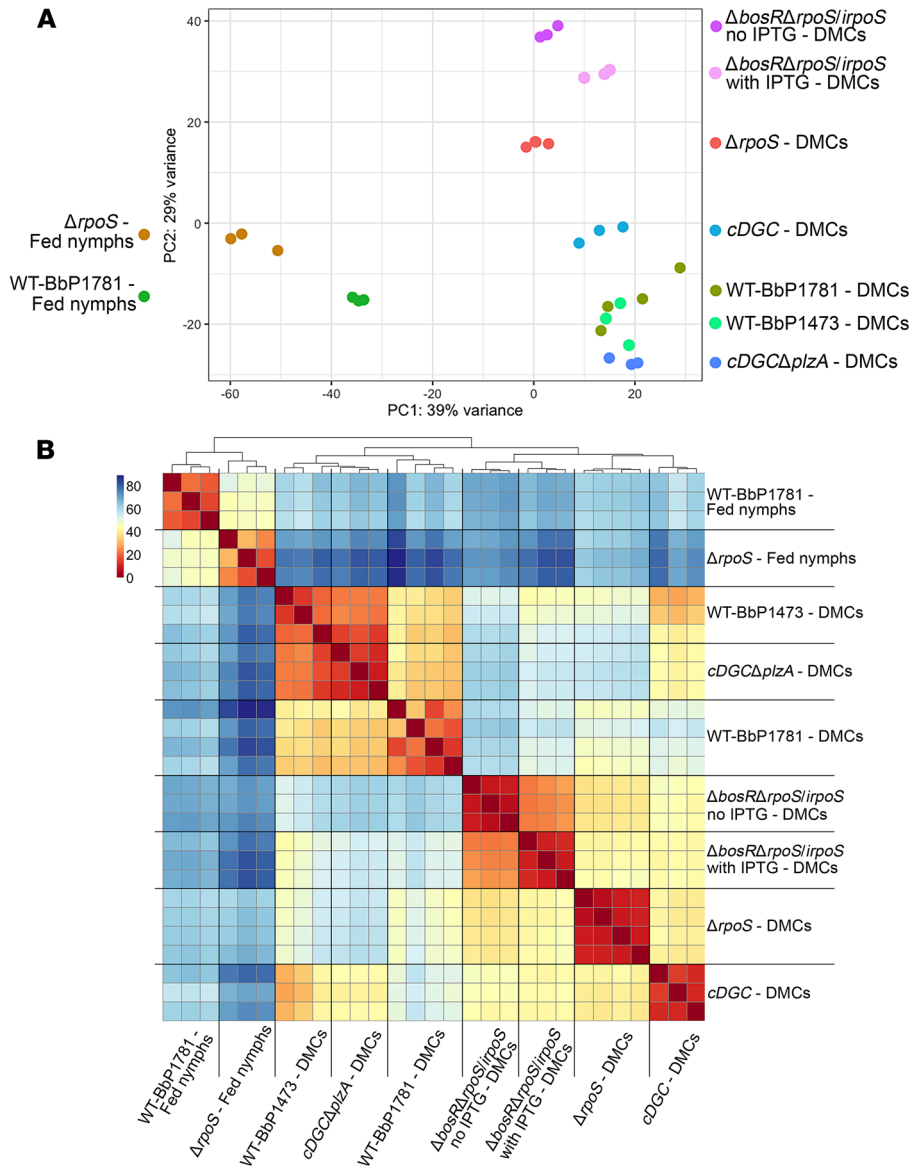 A
ΔbosRΔrpoS/irpoS
no IPTG - DMCs
ΔbosRΔrpoS/irpoS
with IPTG - DMCs
ΔrpoS - DMCs
cDGC - DMCs
WT-BbP1781 - DMCs
WT-BbP1473 - DMCs
cDGCΔplzA - DMCs
ΔrpoS -
Fed nymphs
WT-BbP1781 -
Fed nymphs
PC2: 29% variance
40
20
0
-20
-60
-40
-20
0
20
PC1: 39% variance
B
80
60
40
20
0
WT-BbP1781 -
Fed nymphs
ΔrpoS - Fed nymphs
WT-BbP1473 - DMCs
cDGCΔplzA - DMCs
WT-BbP1781 - DMCs
ΔbosRΔrpoS/irpoS
no IPTG - DMCs
ΔbosRΔrpoS/irpoS
with IPTG - DMCs
ΔrpoS - DMCs
cDGC - DMCs
WT-BbP1781 -
Fed nymphs
ΔrpoS - Fed nymphs
WT-BbP1473 - DMCs
cDGCΔplzA - DMCs
WT-BbP1781 - DMCs
ΔbosRΔrpoS/irpoS
no IPTG - DMCs
ΔbosRΔrpoS/irpoS
with IPTG - DMCs
ΔrpoS - DMCs
cDGC - DMCs